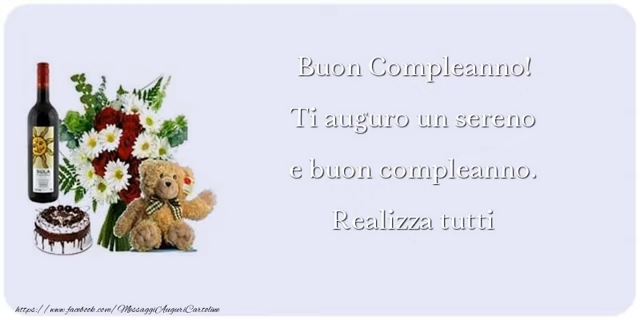 Buon Compleanno!
Ti auguro un sereno
e buon compleanno.
Realizza tutti
https://www.facebook.com/MessaggiAuguriCartoline